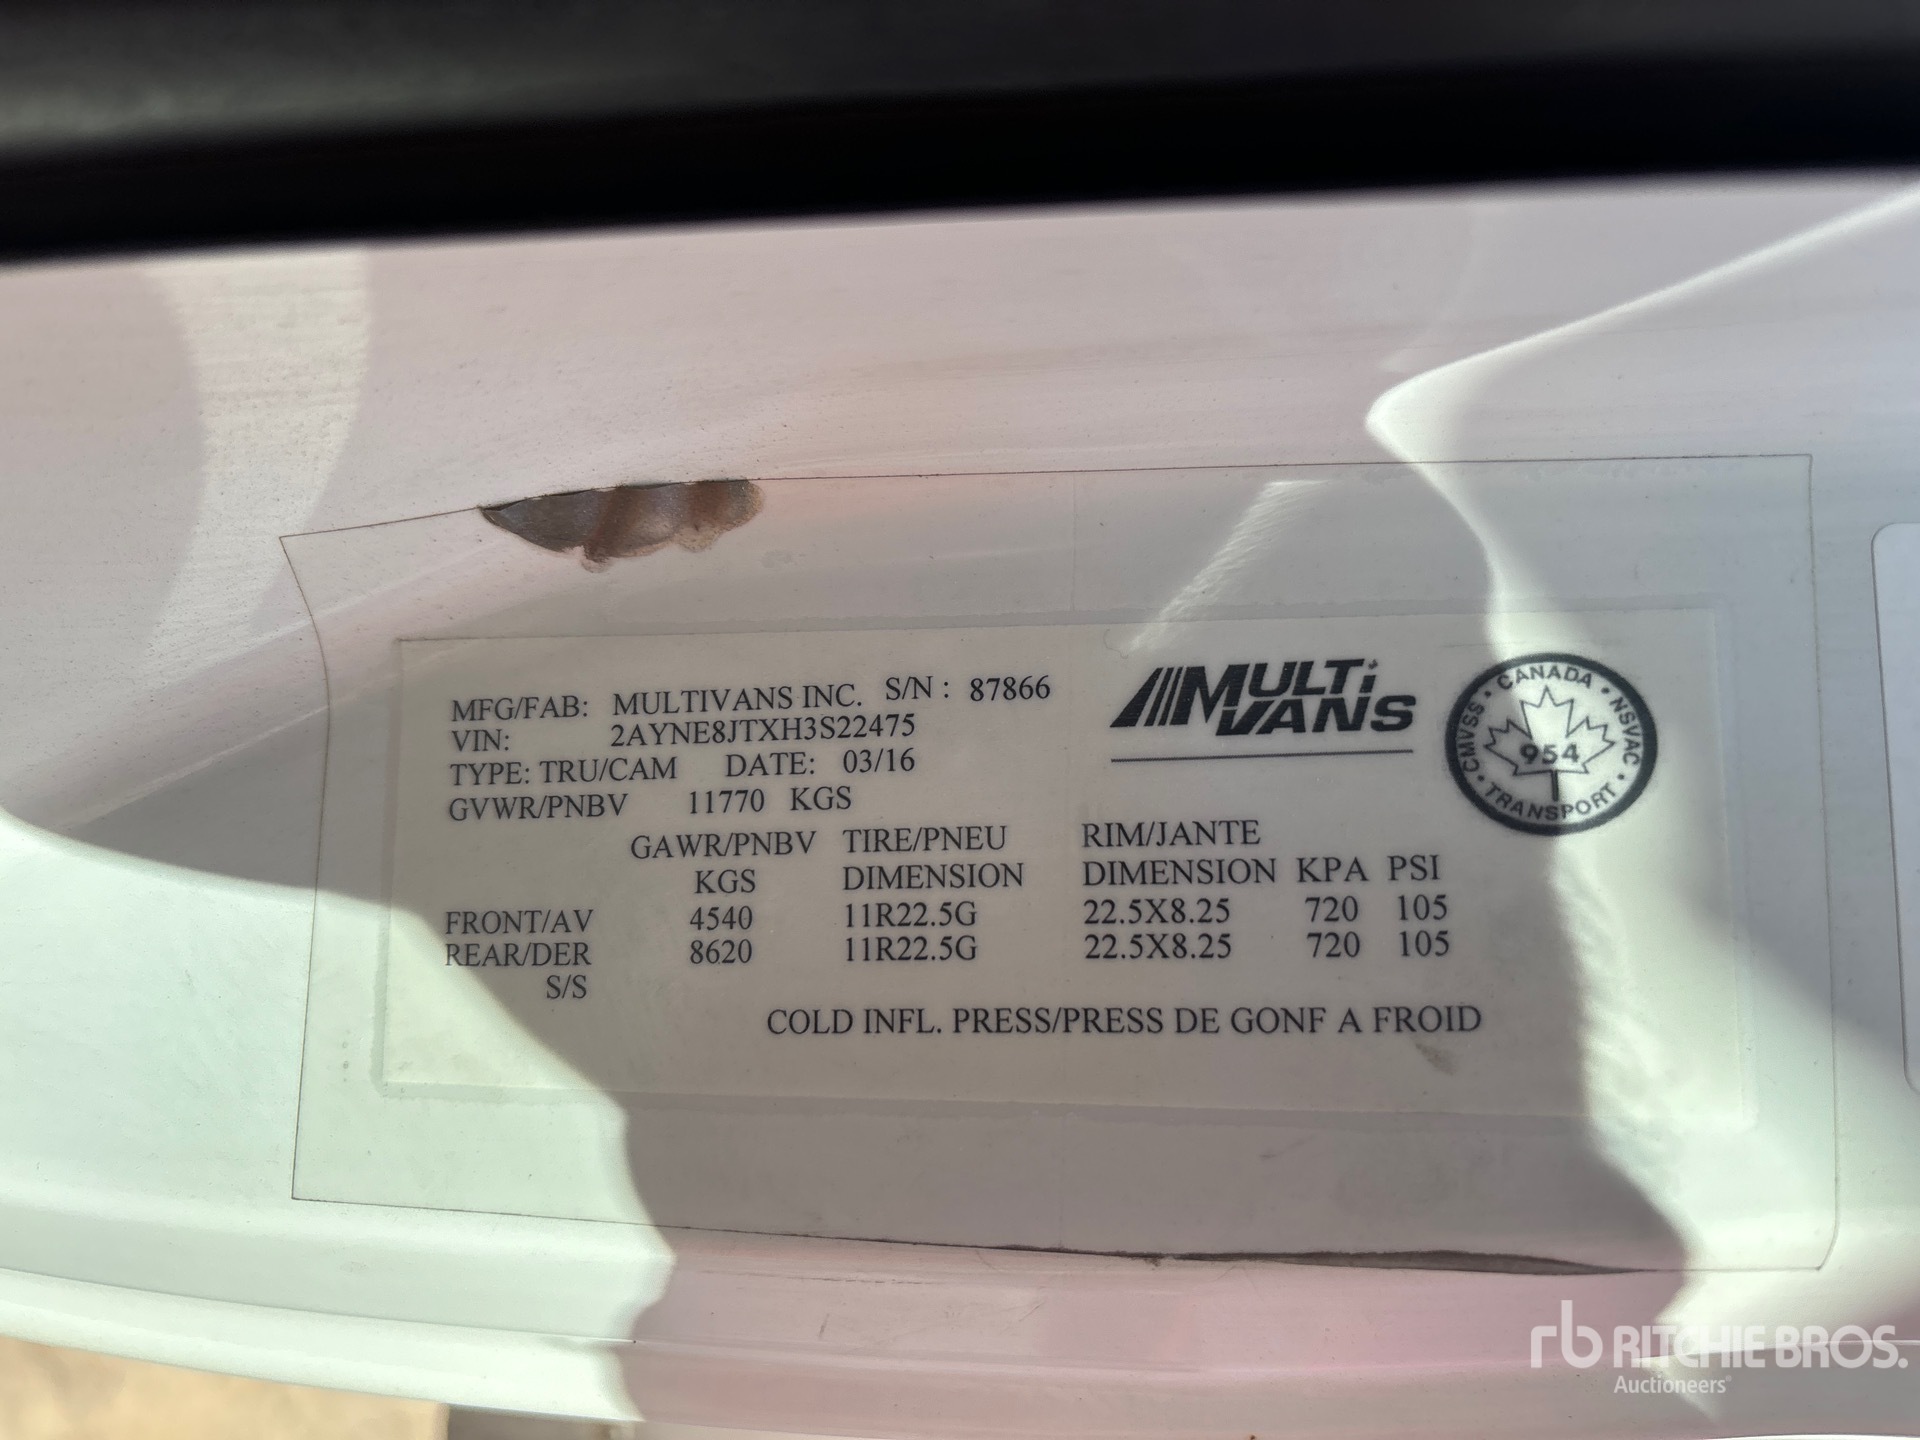 MFG/FAB: MULTIVANS INC. S/N : 87866
VIN: 2AYNE8JTXH3S22475
TYPE: TRU/CAM DATE: 03/16
GVWR/PNBV 11770 KGS
MULTI
VANS
CANADA • NSVAC • TRANSPORT • CMVSS •
954
GAWR/PNBV TIRE/PNEU RIM/JANTE
KGS DIMENSION DIMENSION KPA PSI
FRONT/AV 4540 11R22.5G 22.5X8.25 720 105
REAR/DER 8620 11R22.5G 22.5X8.25 720 105
S/S
COLD INFL. PRESS/PRESS DE GONF A FROID
rb RITCHIE BROS.
Auctioneers